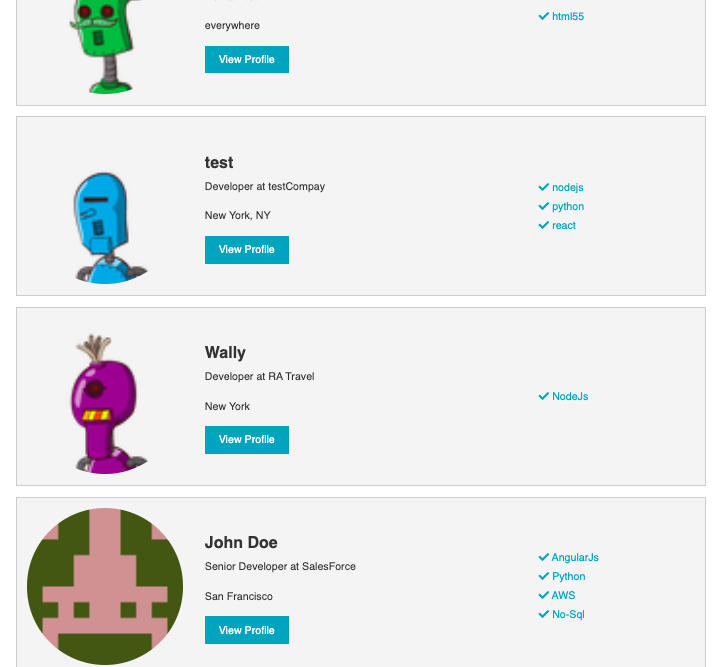 everywhere
html55
View Profile
test
Developer at testCompay
New York, NY
View Profile
nodejs
python
react
Wally
Developer at RA Travel
New York
View Profile
NodeJs
John Doe
Senior Developer at SalesForce
San Francisco
View Profile
AngularJs
Python
AWS
No-Sql